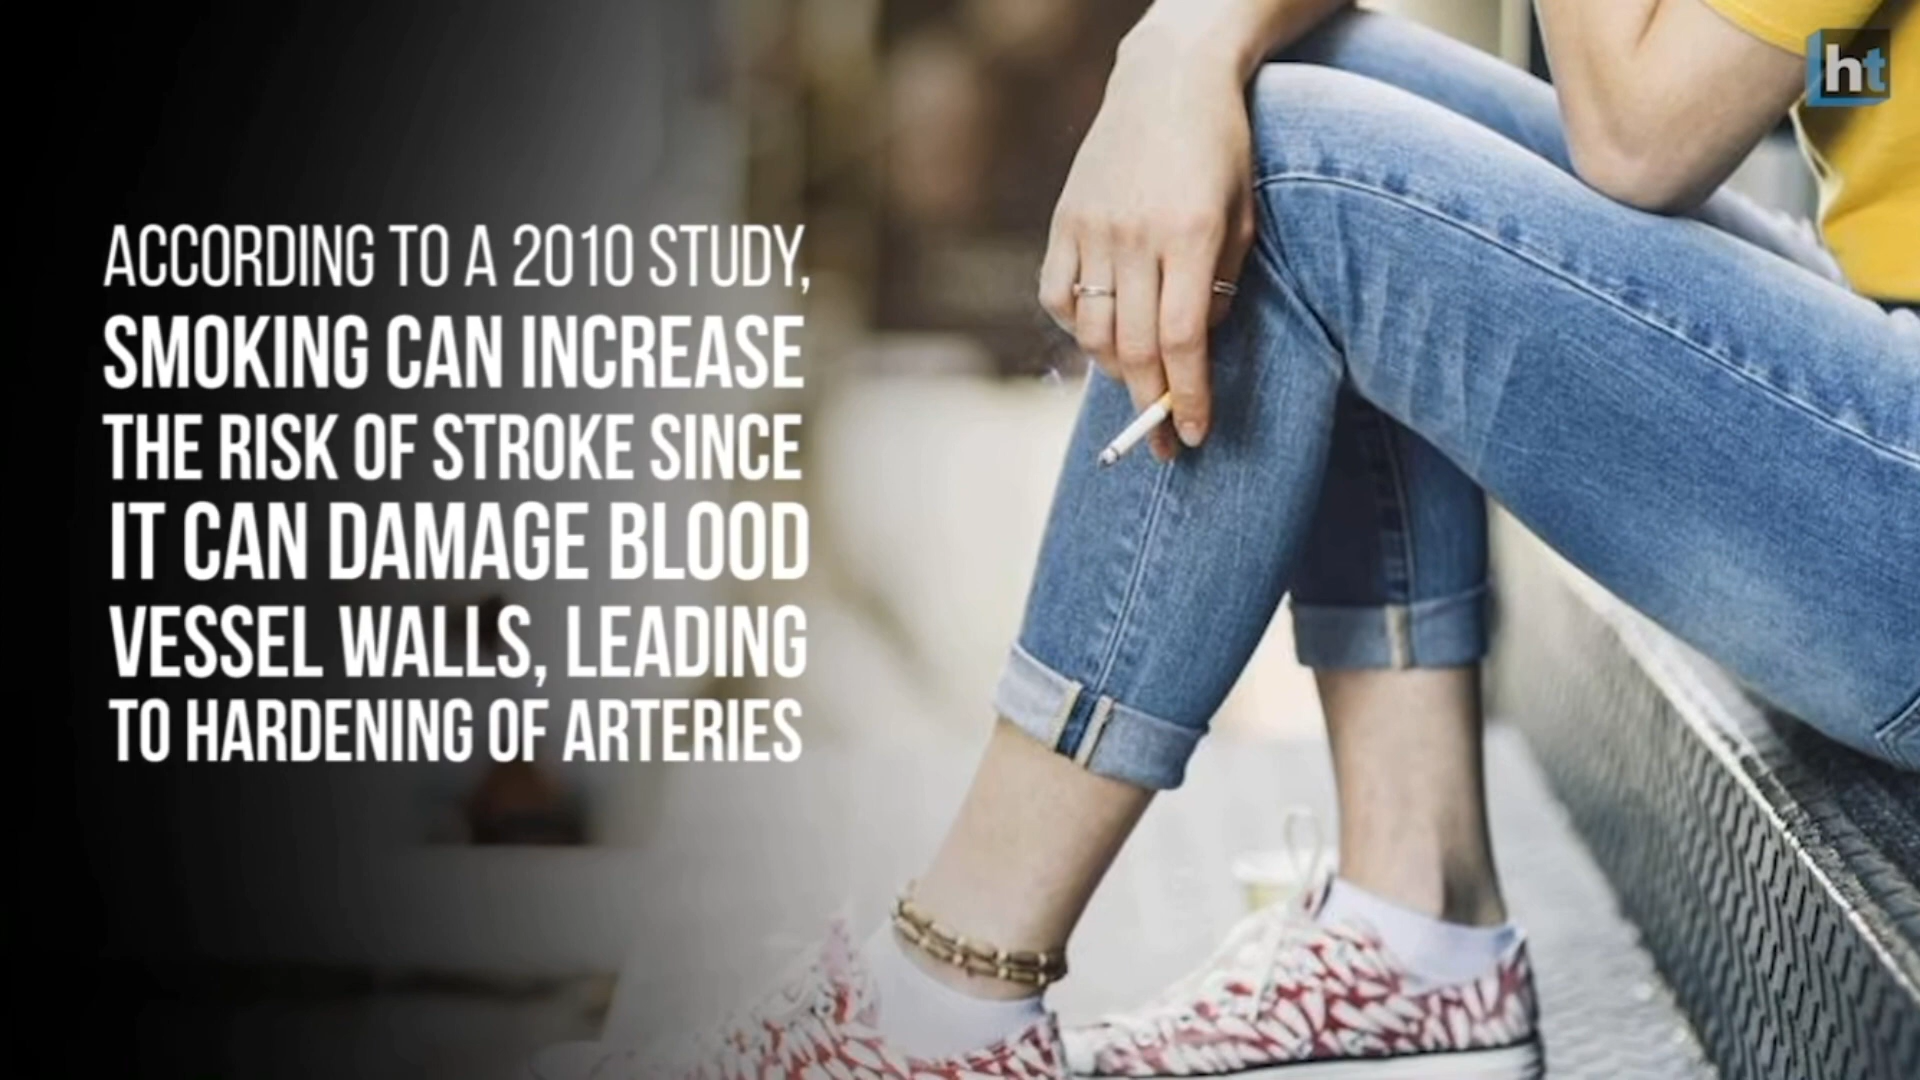 ACCORDING TO A 2010 STUDY,
SMOKING CAN INCREASE
THE RISK OF STROKE SINCE
IT CAN DAMAGE BLOOD
VESSEL WALLS, LEADING
TO HARDENING OF ARTERIES
ht